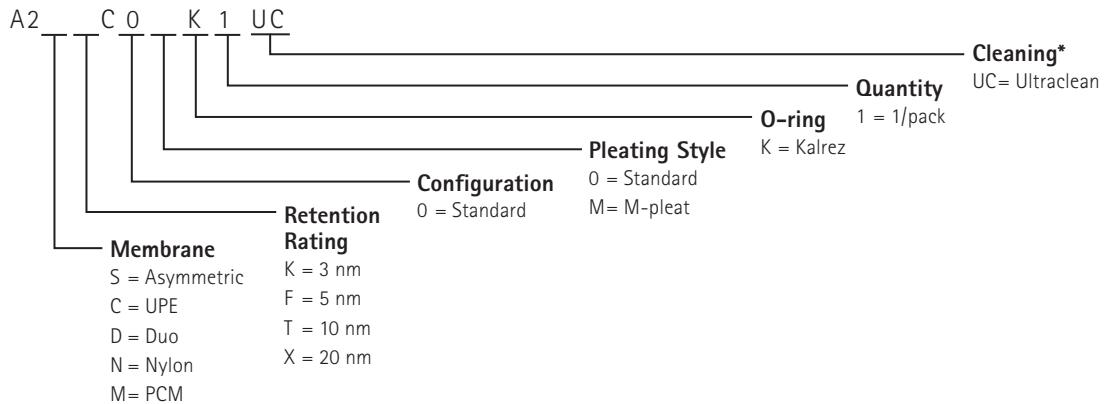 A2_ _ C 0 _ K 1 UC
Cleaning*
UC= Ultraclean
Quantity
1 = 1/pack
O-ring
K = Kalrez
Pleating Style
0 = Standard
M= M-pleat
Configuration
0 = Standard
Retention
Rating
K = 3 nm
F = 5 nm
T = 10 nm
X = 20 nm
Membrane
S = Asymmetric
C = UPE
D = Duo
N = Nylon
M= PCM